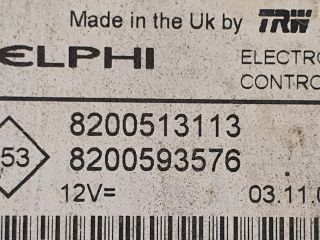 Made in the Uk by TRW
ELPHI
ELECTRO
CONTRO
8200513113
53
8200593576
12V=
03.11.0